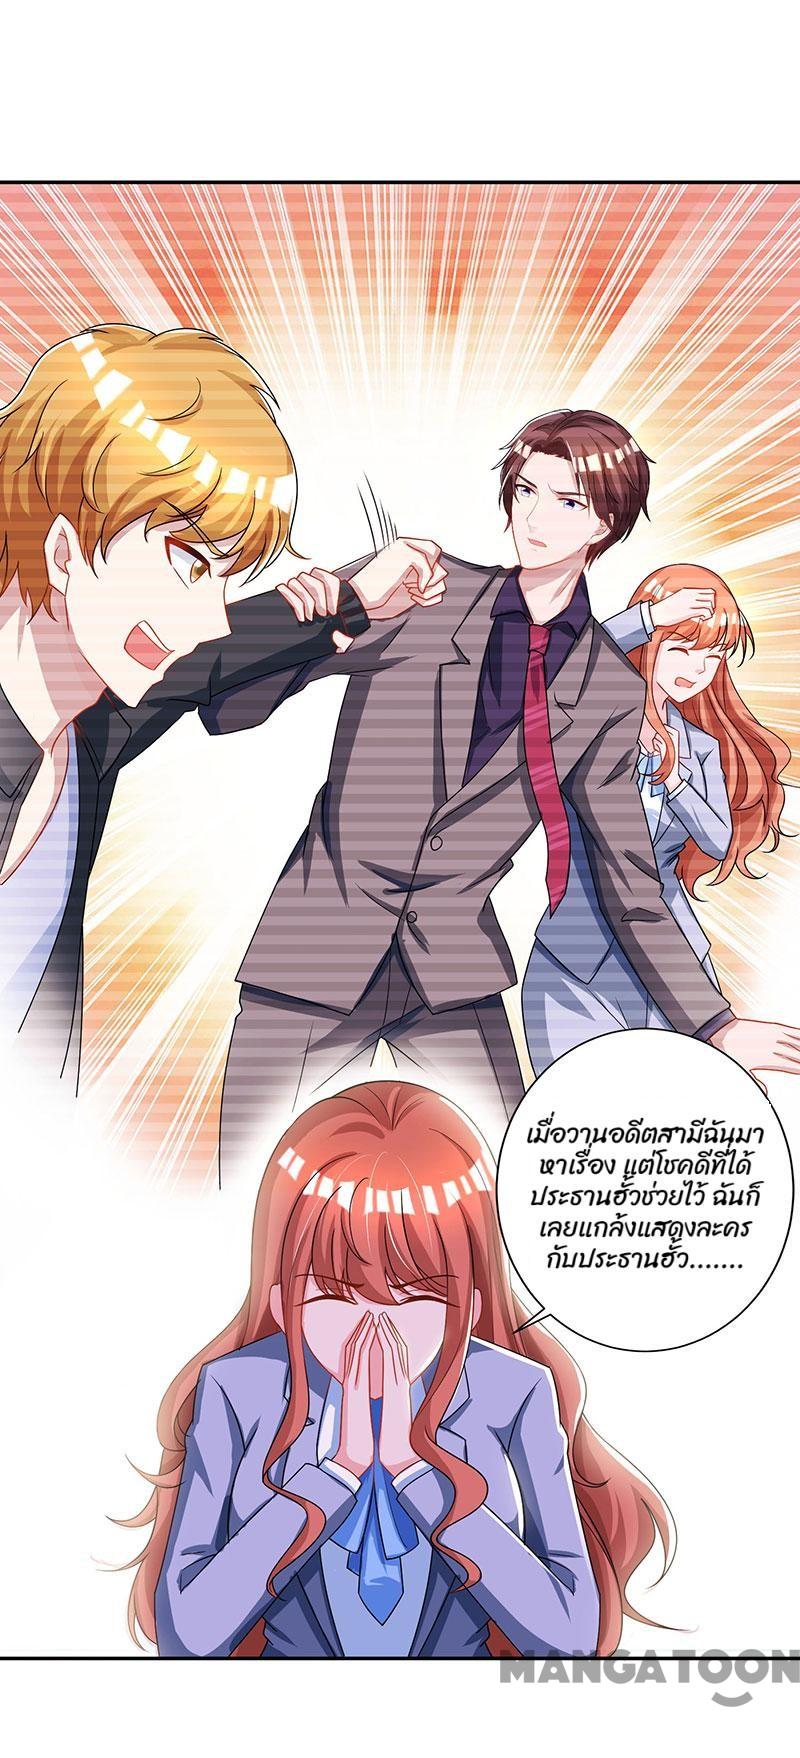 เมื่อวานอดีตสามีฉันมา
หาเรื่อง แต่โชคดีที่ได้
ประธานฮั้วช่วยไว้ ฉันก็
เลยแกล้งแสดงละคร
กับประธานฮั้ว.......
MANGATOON